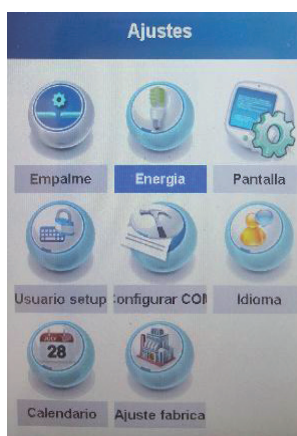 Ajustes
Empalme
Energia
Pantalla
Usuario setup
Configurar COM
Idioma
28
Calendario
Ajuste fabrica